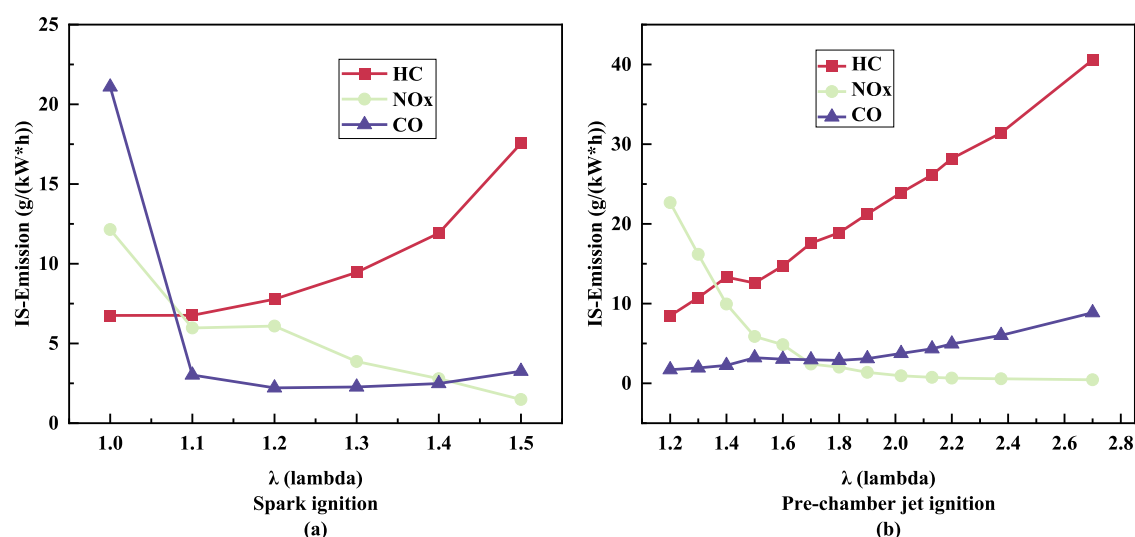 25
20
15
10
5
0
IS-Emission (g/(kW*h))
HC
NOx
CO
1.0 1.1 1.2 1.3 1.4 1.5
λ (lambda)
Spark ignition
(a)
40
30
20
10
0
IS-Emission (g/(kW*h))
HC
NOx
CO
1.2 1.4 1.6 1.8 2.0 2.2 2.4 2.6 2.8
λ (lambda)
Pre-chamber jet ignition
(b)